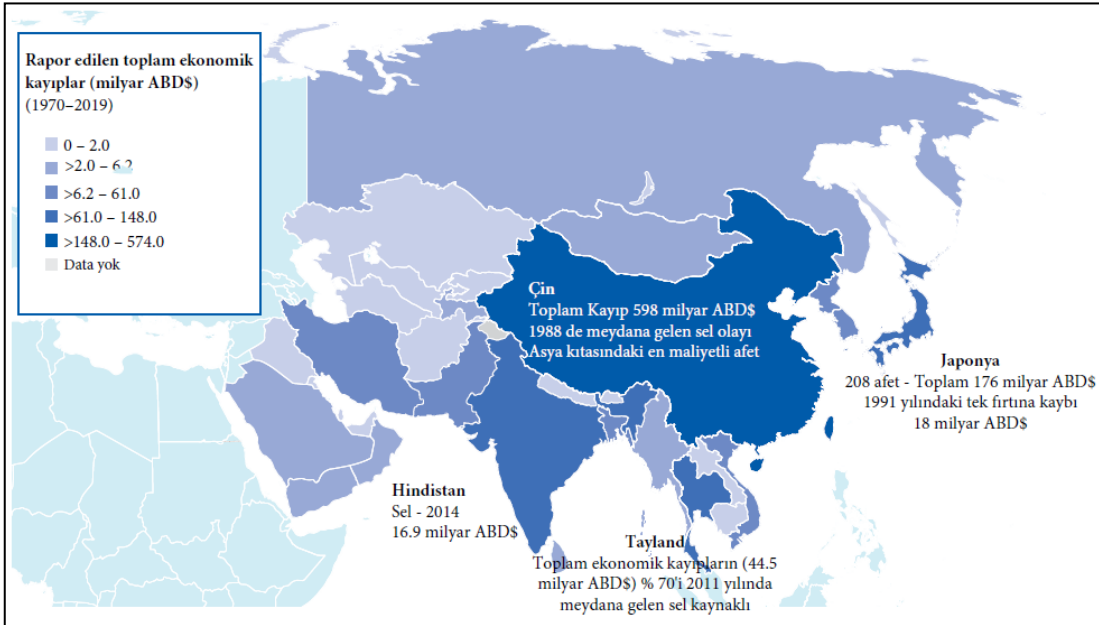 Rapor edilen toplam ekonomik
kayıplar (milyar ABD$)
(1970–2019)
0 – 2.0
>2.0 – 6.2
>6.2 – 61.0
>61.0 – 148.0
>148.0 – 574.0
Data yok
Çin
Toplam Kayıp 598 milyar ABD$
1988 de meydana gelen sel olayı
Asya kıtasındaki en maliyetli afet
Japonya
208 afet - Toplam 176 milyar ABD$
1991 yılındaki tek fırtına kaybı
18 milyar ABD$
Hindistan
Sel - 2014
16.9 milyar ABD$
Tayland
Toplam ekonomik kayıpların (44.5
milyar ABD$) % 70'i 2011 yılında
meydana gelen sel kaynaklı